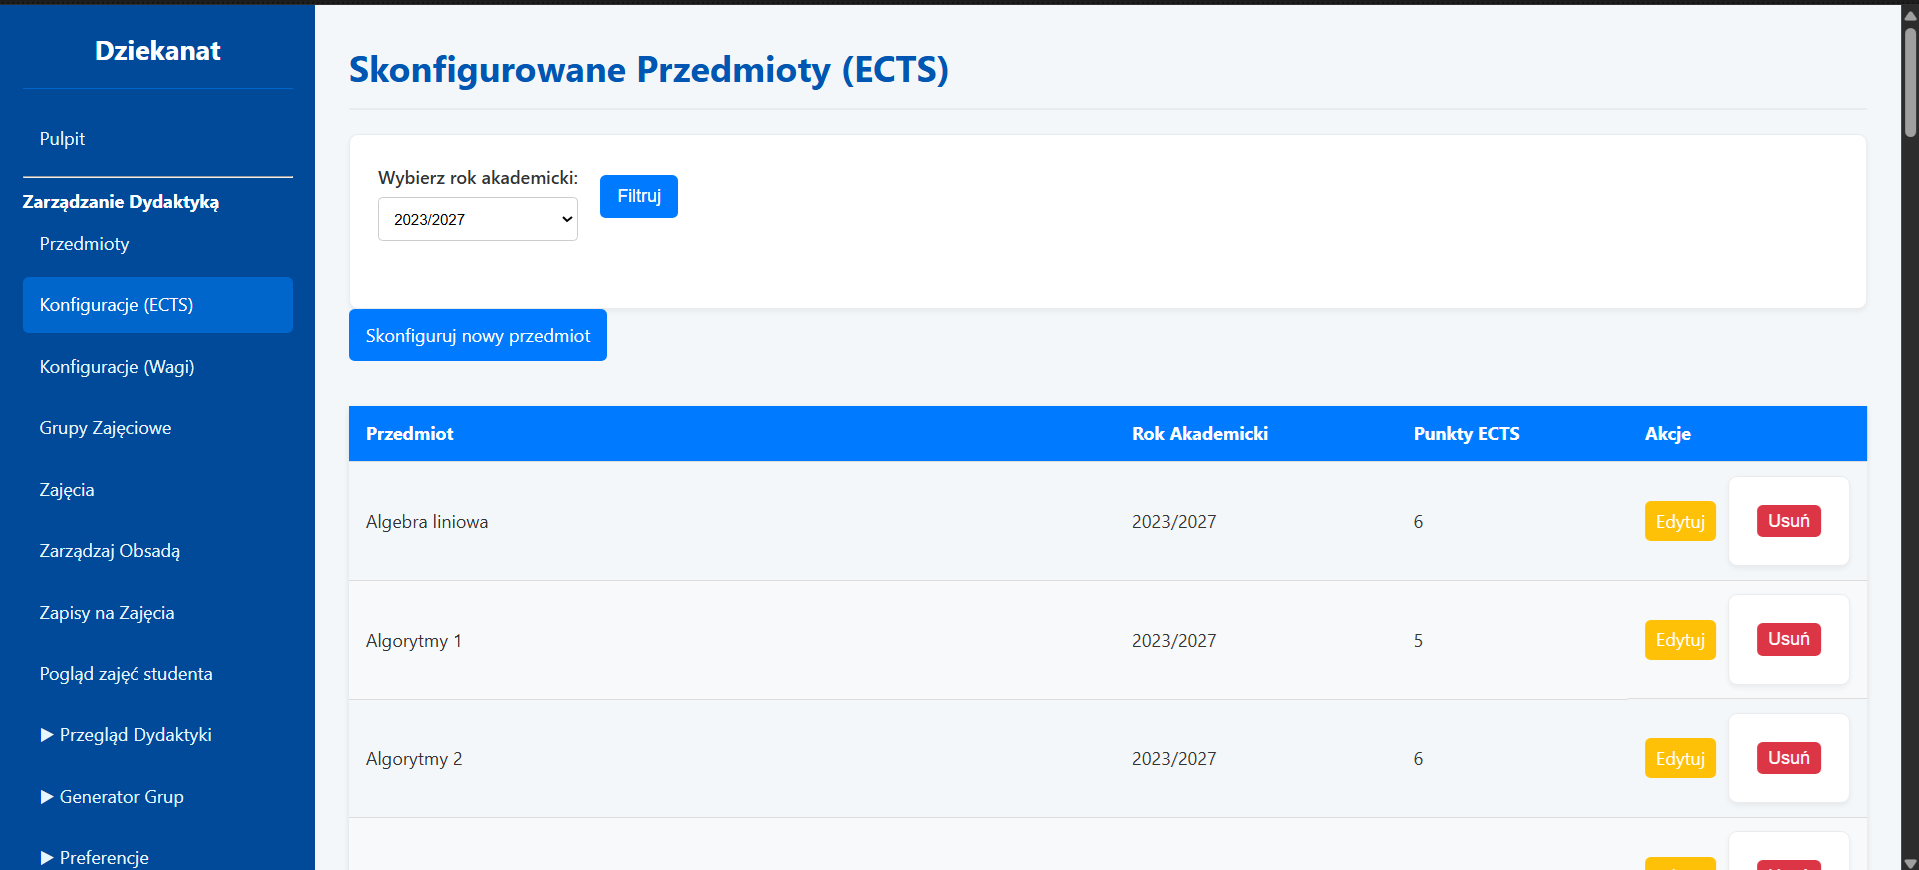 Dziekanat
Pulpit
Zarządzanie Dydaktyką
Przedmioty
Konfiguracje (ECTS)
Konfiguracje (Wagi)
Grupy Zajęciowe
Zajęcia
Zarządzaj Obsadą
Zapisy na Zajęcia
Pogląd zajęć studenta
▶ Przegląd Dydaktyki
▶ Generator Grup
▶ Preferencje
Skonfigurowane Przedmioty (ECTS)
Wybierz rok akademicki:
2023/2027
Filtruj
Skonfiguruj nowy przedmiot
Przedmiot Rok Akademicki Punkty ECTS Akcje
Algebra liniowa 2023/2027 6 Edytuj Usuń
Algorytmy 1 2023/2027 5 Edytuj Usuń
Algorytmy 2 2023/2027 6 Edytuj Usuń